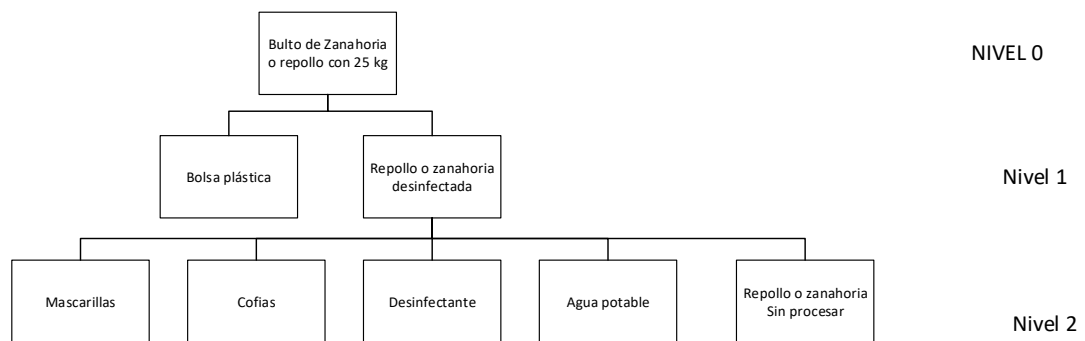 Bulto de Zanahoria
o repollo con 25 kg
NIVEL 0
Bolsa plástica
Repollo o zanahoria
desinfectada
Nivel 1
Mascarillas
Cofias
Desinfectante
Agua potable
Repollo o zanahoria
Sin procesar
Nivel 2